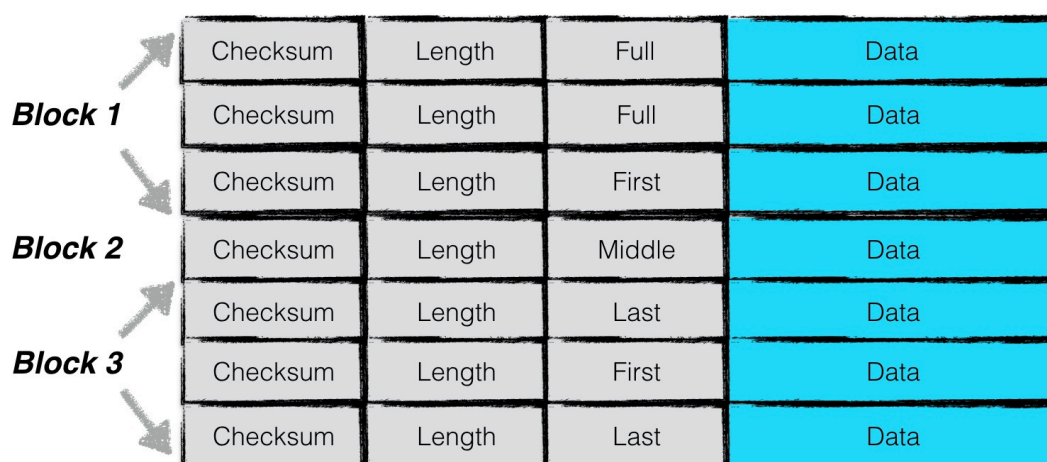 Checksum Length Full Data
Block 1
Checksum Length Full Data
Checksum Length First Data
Block 2
Checksum Length Middle Data
Checksum Length Last Data
Block 3
Checksum Length First Data
Checksum Length Last Data